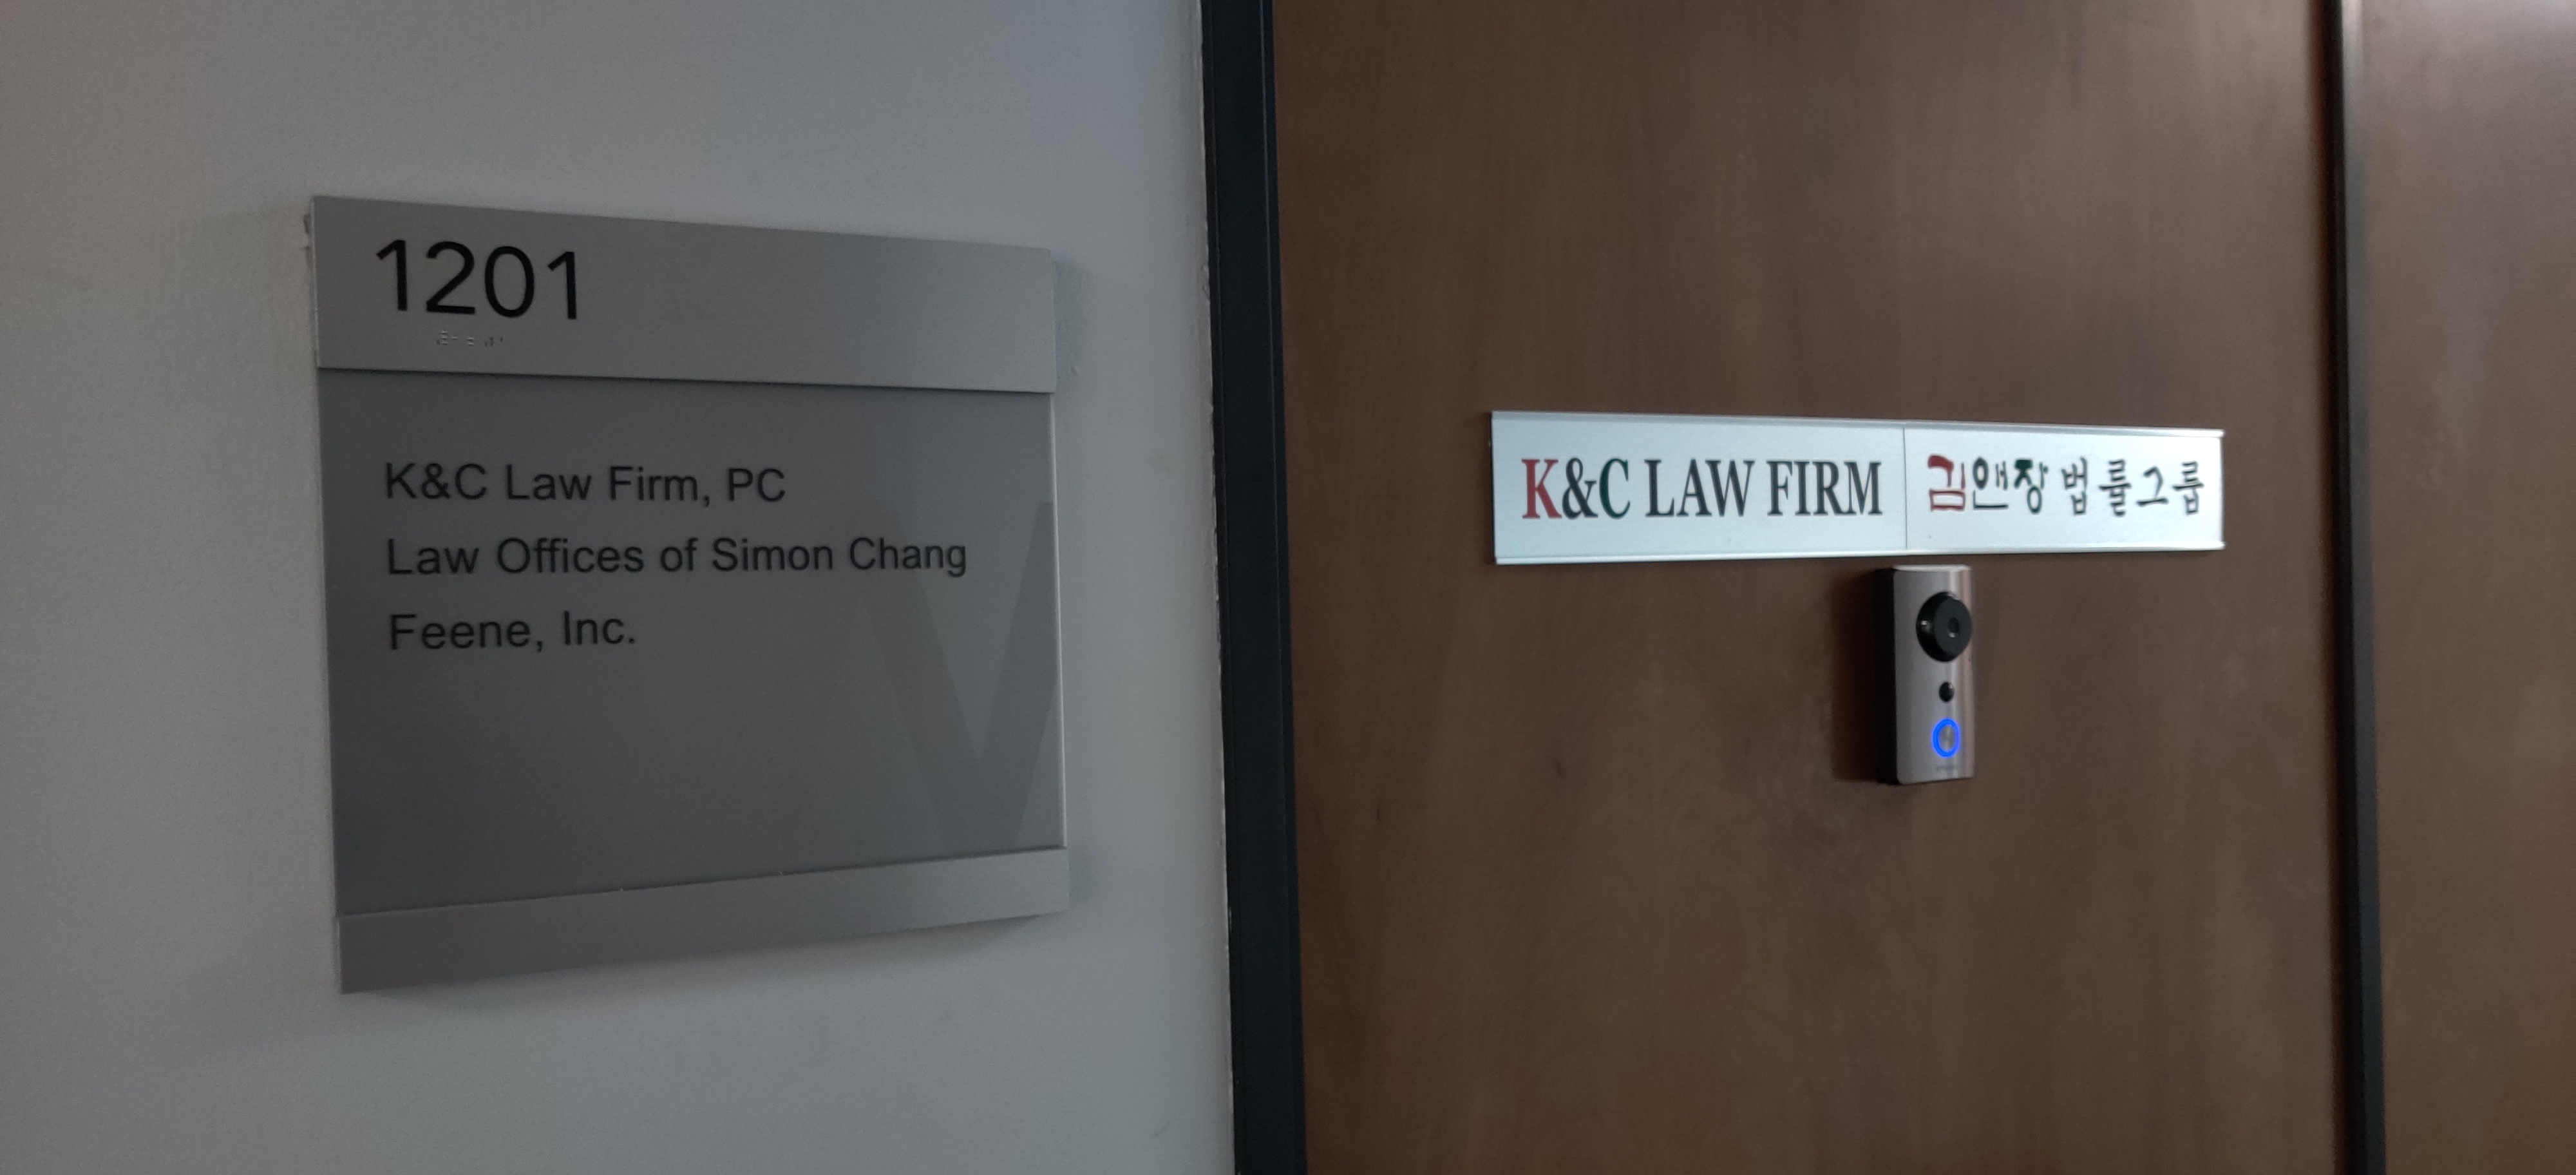 1201
K&C Law Firm, PC
Law Offices of Simon Chang
Feene, Inc.
K&C LAW FIRM 김앤장 법률그룹